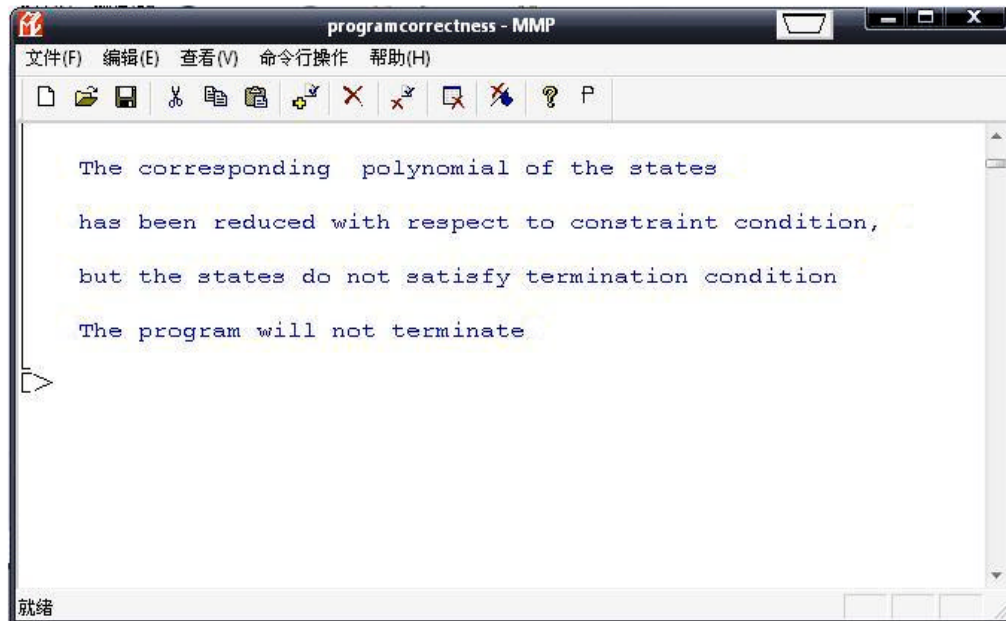 programcorrectness - MMP
文件(F) 编辑(E) 查看(V) 命令行操作 帮助(H)
The corresponding polynomial of the states
has been reduced with respect to constraint condition,
but the states do not satisfy termination condition
The program will not terminate
就绪